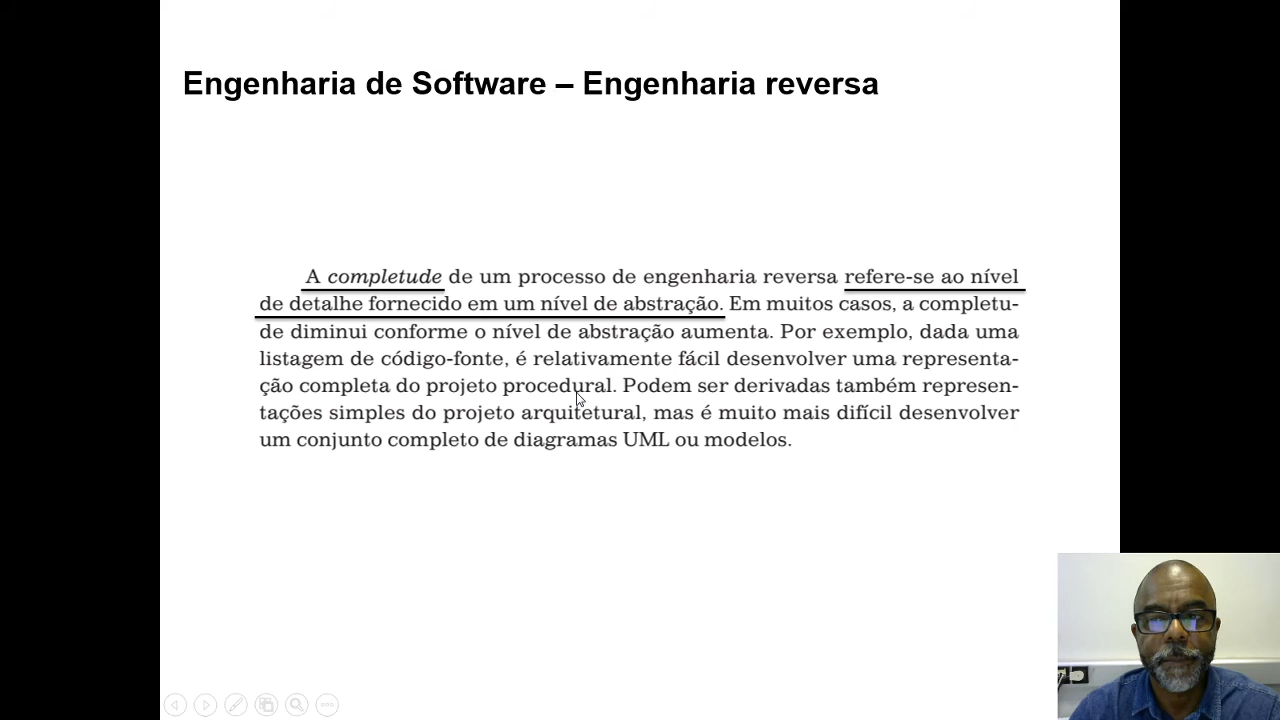 Engenharia de Software – Engenharia reversa
A completude de um processo de engenharia reversa refere-se ao nível
de detalhe fornecido em um nível de abstração. Em muitos casos, a completu-
de diminui conforme o nível de abstração aumenta. Por exemplo, dada uma
listagem de código-fonte, é relativamente fácil desenvolver uma representa-
ção completa do projeto procedural. Podem ser derivadas também represen-
tações simples do projeto arquitetural, mas é muito mais difícil desenvolver
um conjunto completo de diagramas UML ou modelos.